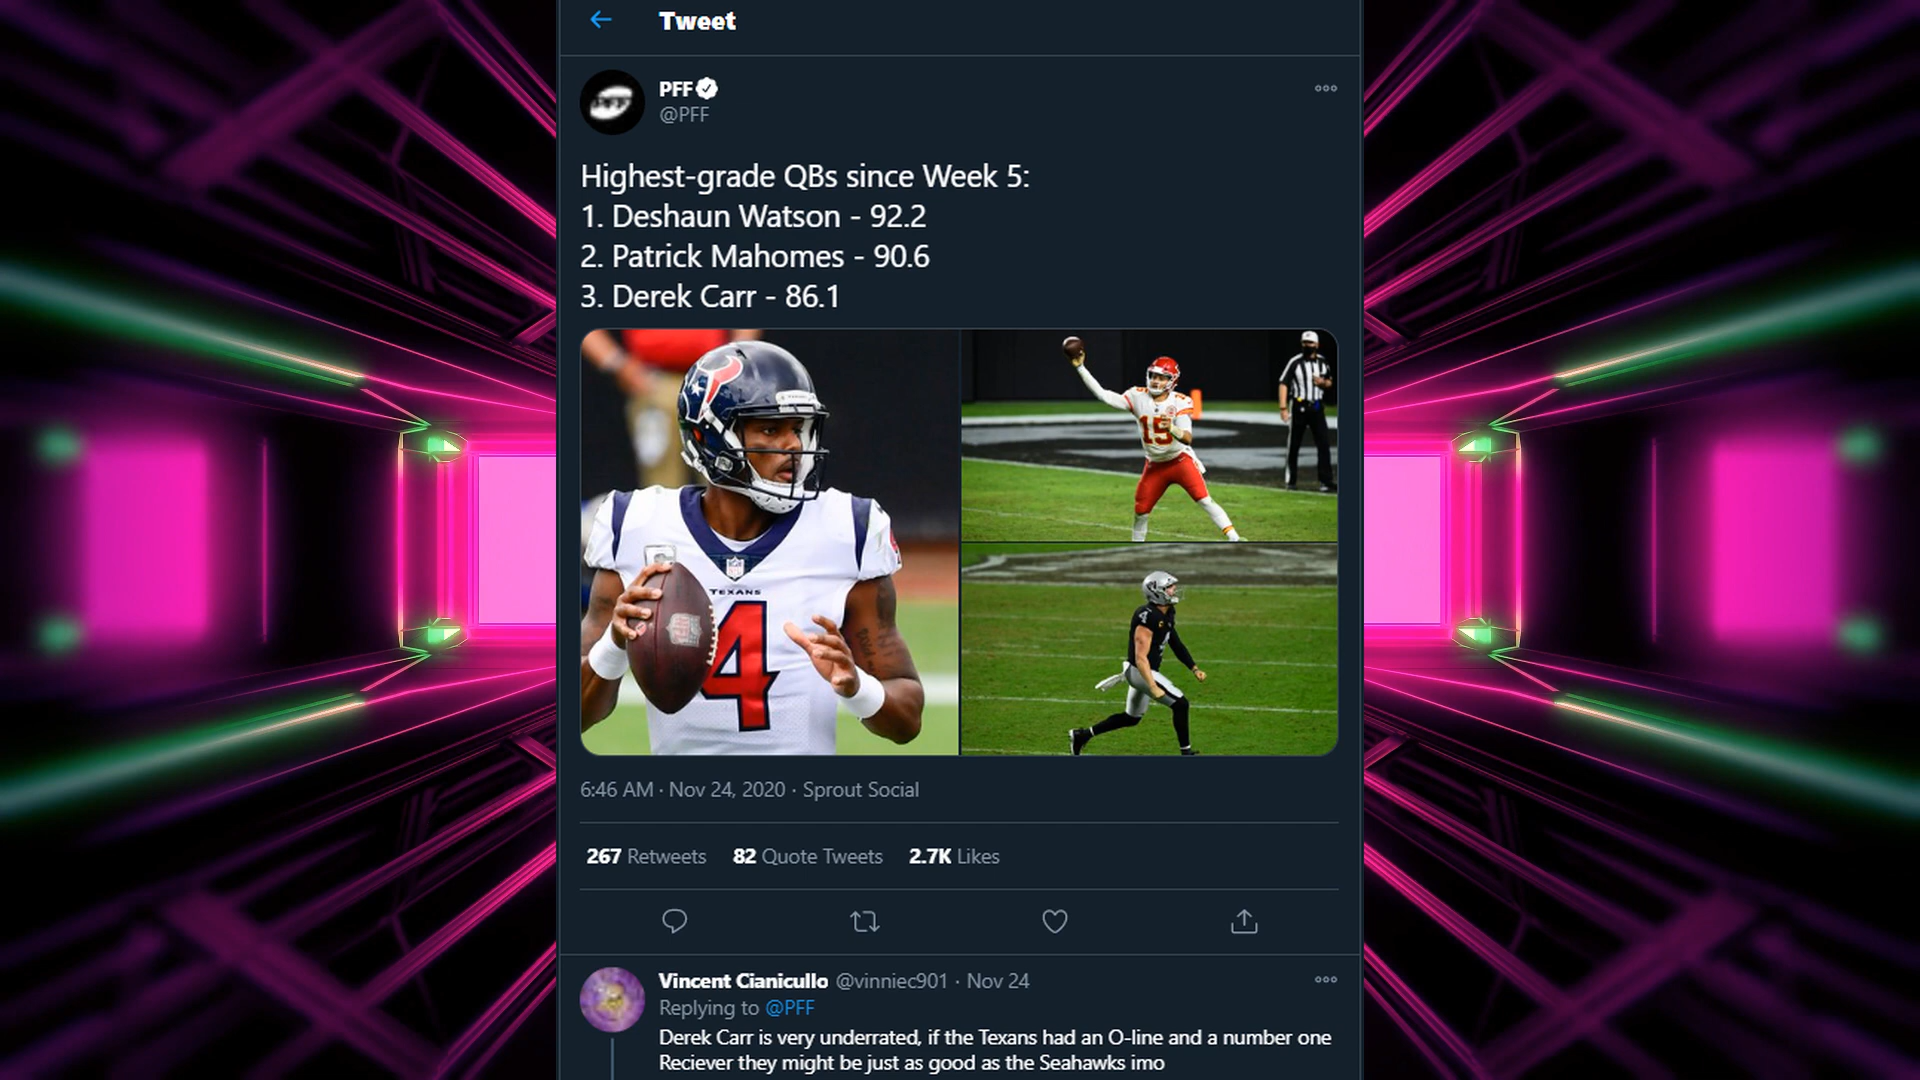 Tweet
PFF
PFF
@PFF
Highest-grade QBs since Week 5:
1. Deshaun Watson - 92.2
2. Patrick Mahomes - 90.6
3. Derek Carr - 86.1
TEXANS
4
15
4
6:46 AM · Nov 24, 2020 · Sprout Social
267 Retweets 82 Quote Tweets 2.7K Likes
Vincent Cianicullo @vinniec901 · Nov 24
Replying to @PFF
Derek Carr is very underrated, if the Texans had an O-line and a number one
Reciever they might be just as good as the Seahawks imo